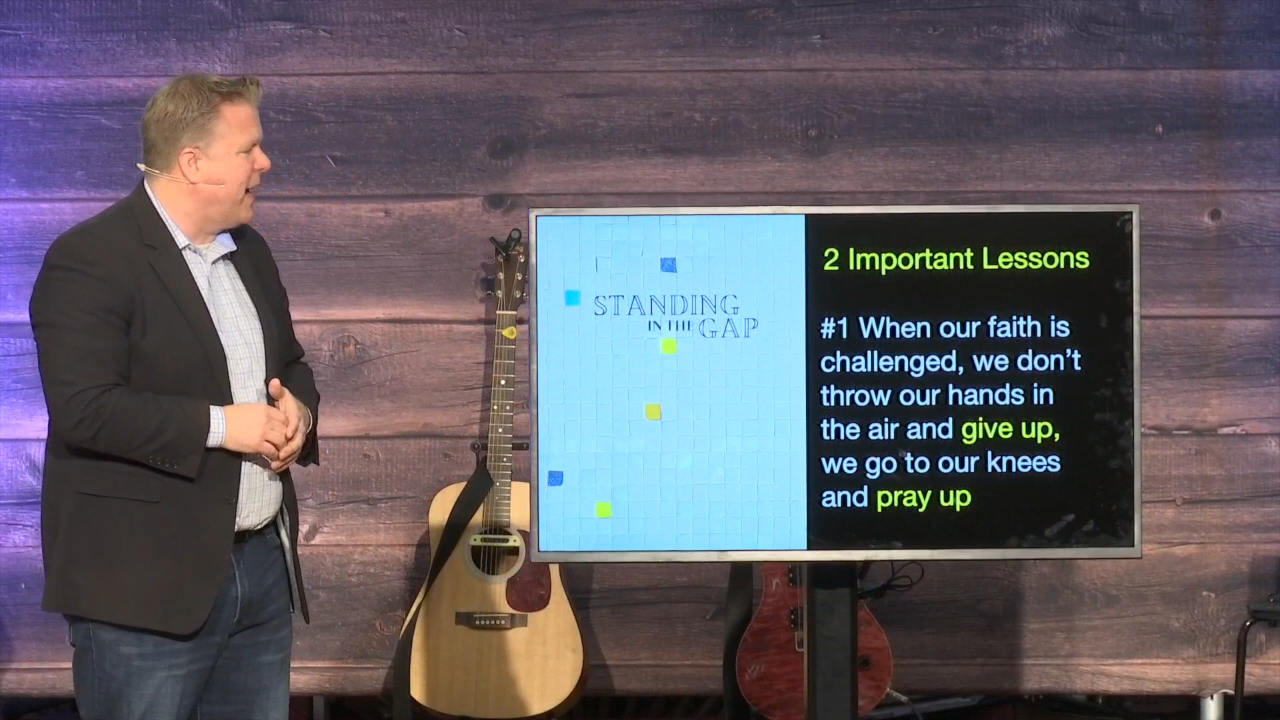 STANDING
IN THE GAP
2 Important Lessons
#1 When our faith is
challenged, we don't
throw our hands in
the air and give up,
we go to our knees
and pray up